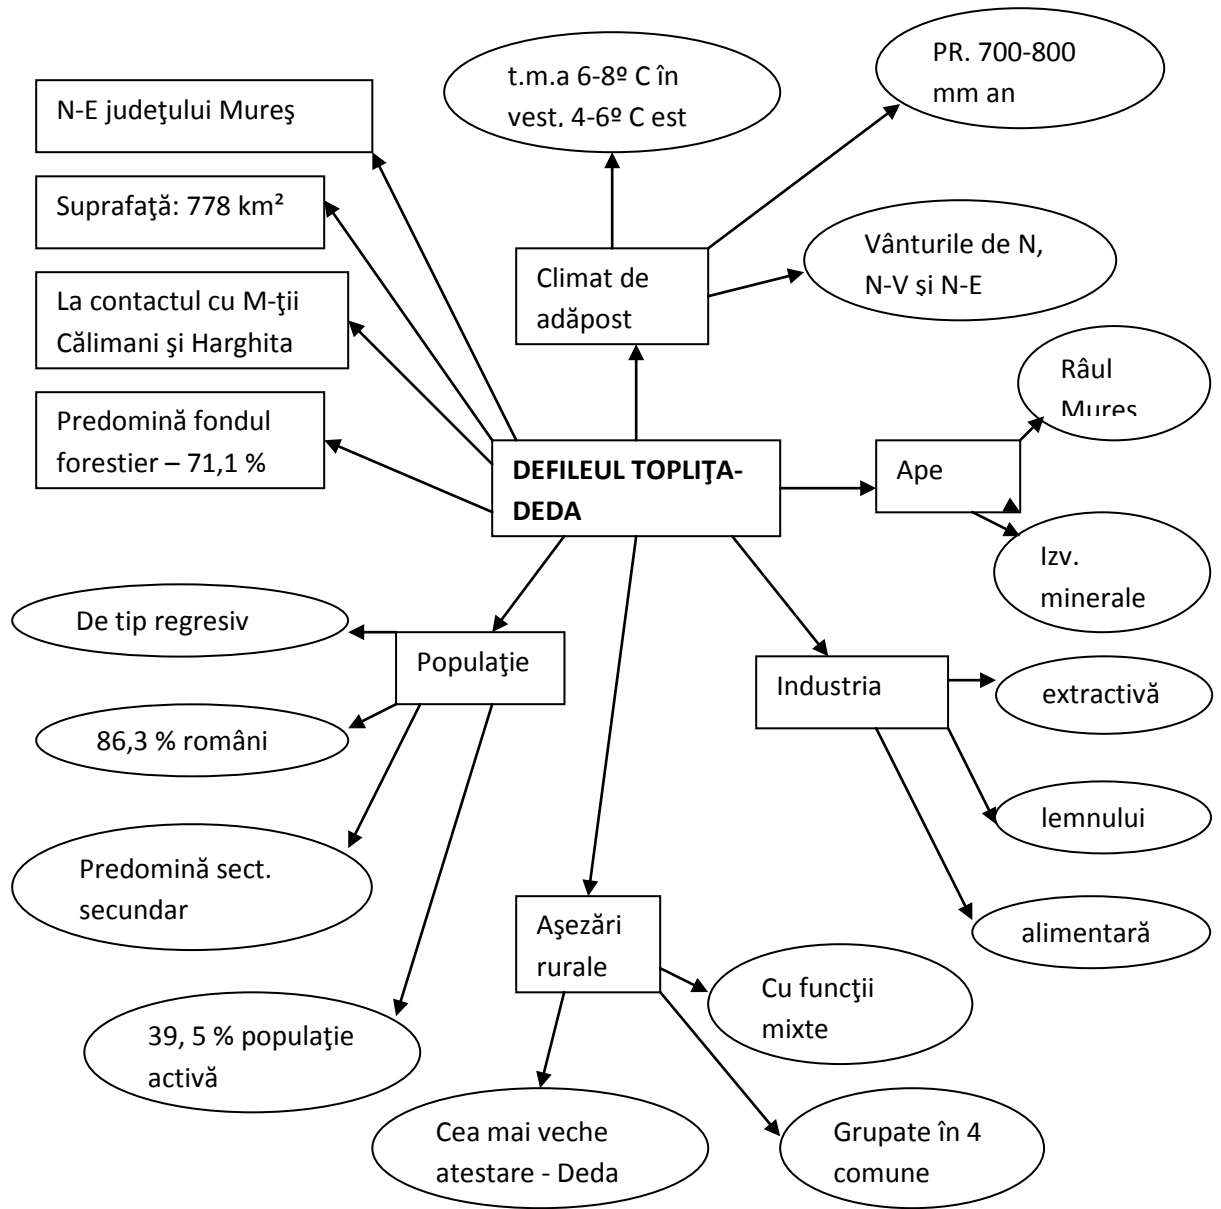 t.m.a 6-8º C în
vest, 4-6º C est
PR. 700-800
mm an
N-E judeţului Mureş
Suprafaţă: 778 km²
La contactul cu M-ţii
Călimani şi Harghita
Predomină fondul
forestier – 71,1 %
Climat de
adăpost
Vânturile de N,
N-V şi N-E
Râul
Mureş
DEFILEUL TOPLIŢA-
DEDA
Ape
Izv.
minerale
De tip regresiv
Populaţie
86,3 % români
Predomină sect.
secundar
39, 5 % populaţie
activă
Industria
extractivă
lemnului
alimentară
Aşezări
rurale
Cu funcţii
mixte
Cea mai veche
atestare - Deda
Grupate în 4
comune